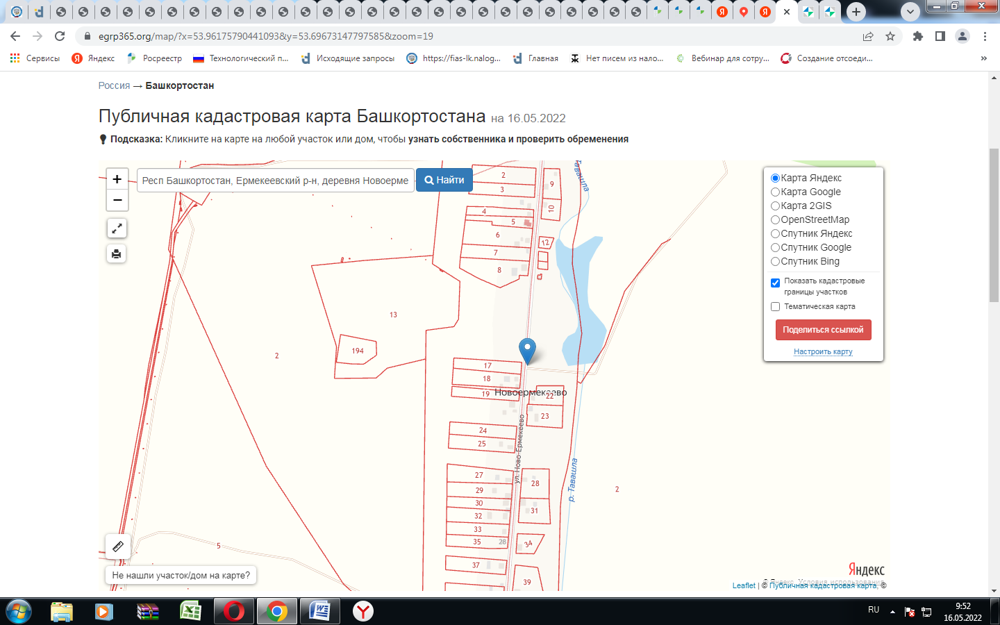 egrp365.org/map/?x=53.96175790441093&y=53.69673147797585&zoom=19
Сервисы
Яндекс
Росреестр
Технологический п...
Исходящие запросы
https://fias-lk.nalog...
Главная
Нет писем из нало...
Вебинар для сотру...
Создание отсоеди...
»
Россия → Башкортостан
Публичная кадастровая карта Башкортостана на 16.05.2022
Подсказка: Кликните на карте на любой участок или дом, чтобы узнать собственника и проверить обременения
+
−
Респ Башкортостан, Ермекеевский р-н, деревня Новоерме
Найти
Карта Яндекс
Карта Google
Карта 2GIS
OpenStreetMap
Спутник Яндекс
Спутник Google
Спутник Bing
Показать кадастровые
границы участков
Тематическая карта
Поделиться ссылкой
Настроить карту
2
3
9
10
4
5
6
7
8
12
13
194
2
17
18
19
Новоермекеево
22
23
24
25
ул. Ново-Ермекеево
27
28
29
30
31
32
33
34
35
28
37
39
р. Тавашла
2
5
Не нашли участок/дом на карте?
Яндекс
© Яндекс Условия использования
Leaflet | © Публичная кадастровая карта, ©
RU
9:52
16.05.2022